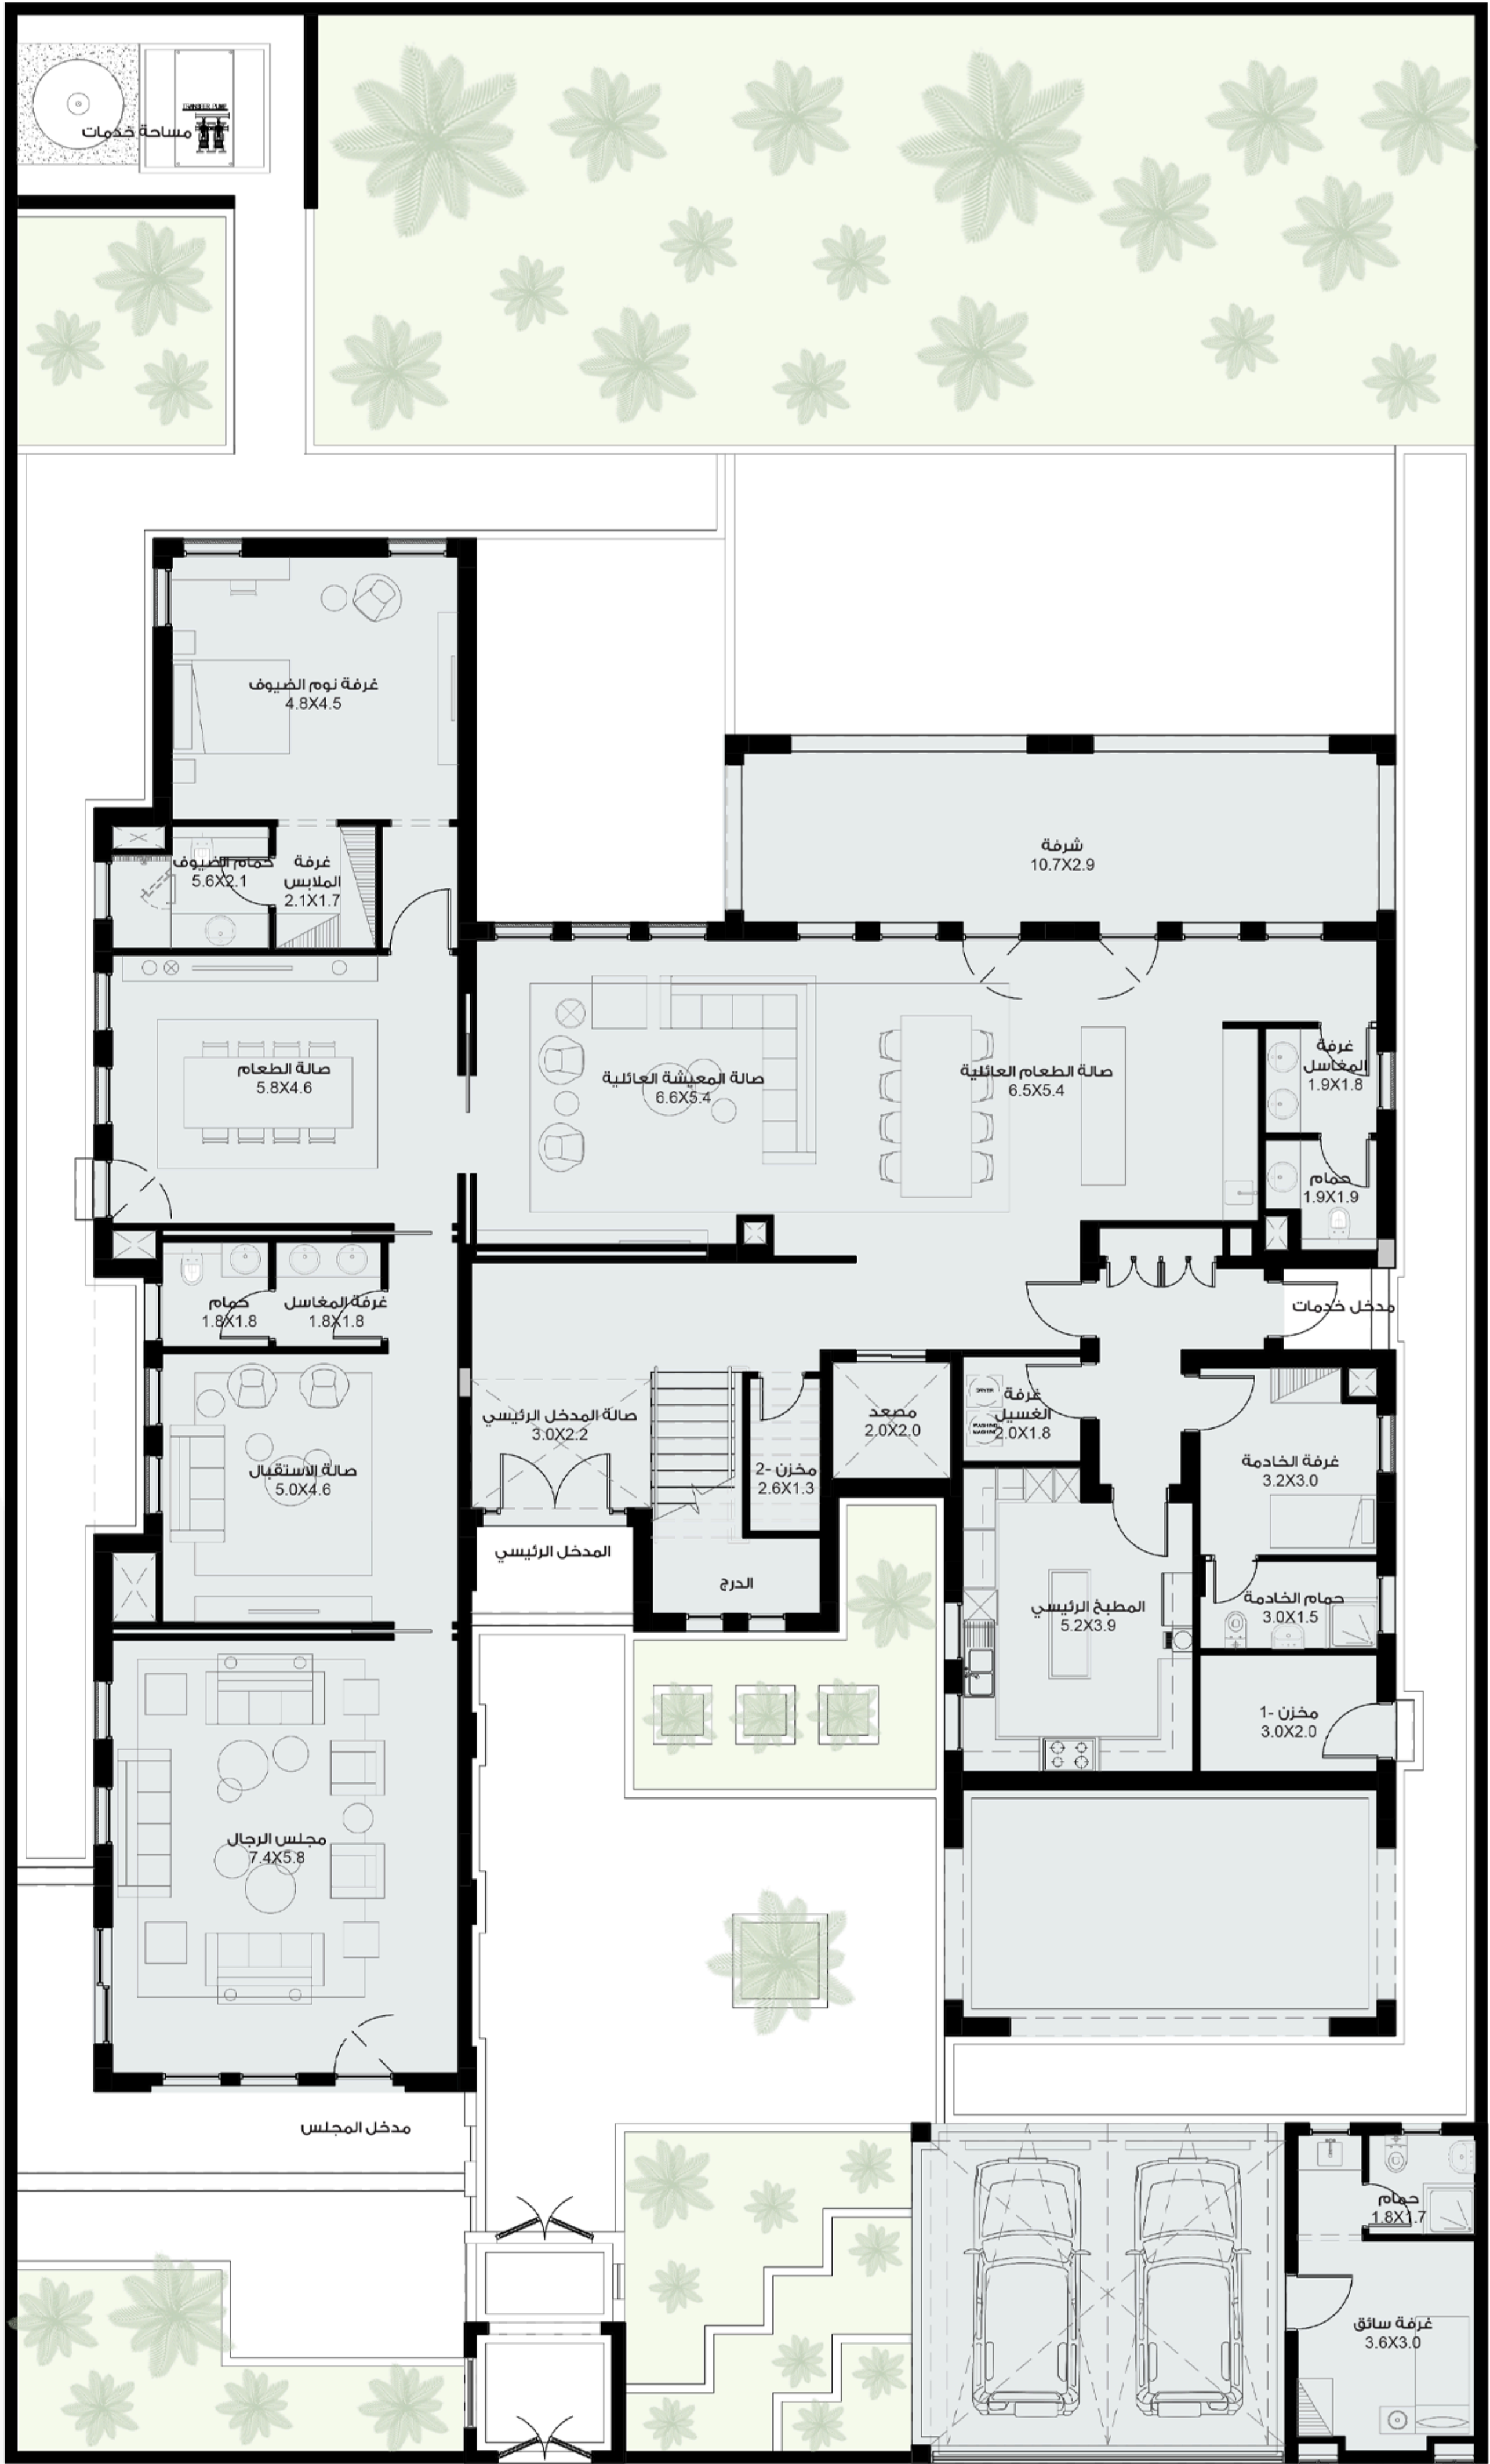 TRANSFER PUMP
مساحة خدمات
غرفة نوم الضيوف
4.8X4.5
شرفة
10.7X2.9
حمام الضيوف
5.6X2.1
غرفة
الملابس
2.1X1.7
صالة الطعام
5.8X4.6
صالة المعيشة العائلية
6.6X5.4
صالة الطعام العائلية
6.5X5.4
غرفة
المغاسل
1.9X1.8
حمام
1.9X1.9
حمام
1.8X1.8
غرفة المغاسل
1.8X1.8
مدخل خدمات
صالة المدخل الرئيسي
3.0X2.2
مخزن -2
2.6X1.3
مصعد
2.0X2.0
DRYER
WASHING
MACHINE
غرفة
الغسيل
2.0X1.8
غرفة الخادمة
3.2X3.0
صالة الاستقبال
5.0X4.6
المدخل الرئيسي
الدرج
المطبخ الرئيسي
5.2X3.9
حمام الخادمة
3.0X1.5
مخزن -1
3.0X2.0
مجلس الرجال
7.4X5.8
مدخل المجلس
حمام
1.8X1.7
غرفة سائق
3.6X3.0